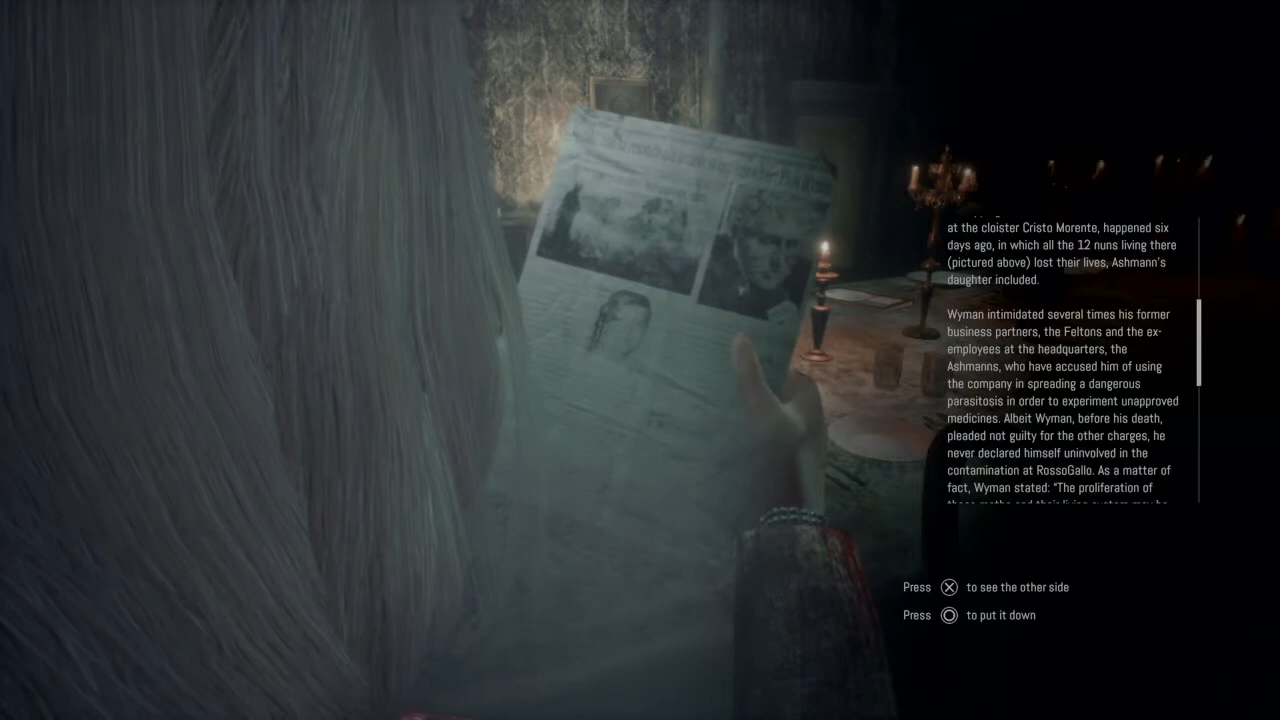 at the cloister Cristo Morente, happened six
days ago, in which all the 12 nuns living there
(pictured above) lost their lives, Ashmann's
daughter included.
Wyman intimidated several times his former
business partners, the Feltons and the ex-
employees at the headquarters, the
Ashmanns, who have accused him of using
the company in spreading a dangerous
parasitosis in order to experiment unapproved
medicines. Albeit Wyman, before his death,
pleaded not guilty for the other charges, he
never declared himself uninvolved in the
contamination at RossoGallo. As a matter of
fact, Wyman stated: "The proliferation of
Press to see the other side
Press to put it down